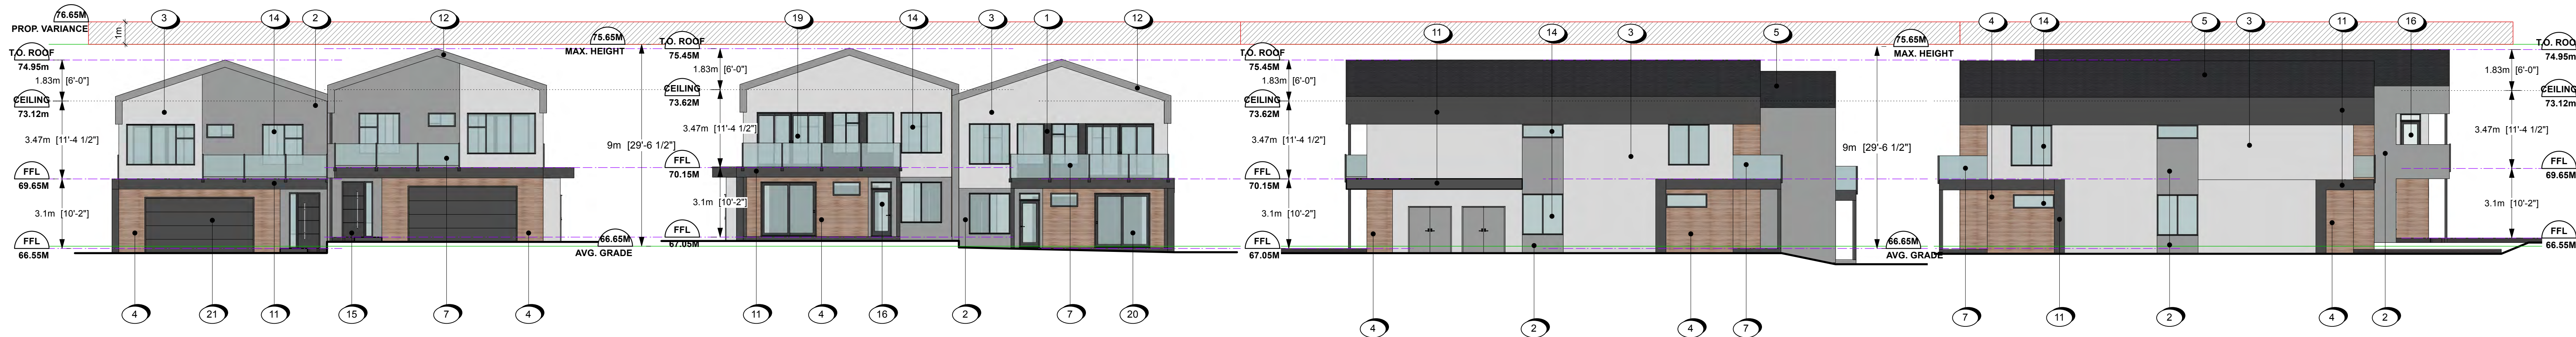 76.65M
PROP. VARIANCE
1m
3
14
2
12
T.O. ROOF
74.95m
1.83m [6'-0"]
CEILING
73.12m
3.47m [11'-4 1/2"]
FFL
69.65M
3.1m [10'-2"]
FFL
66.55M
4
21
11
15
7
4
75.65M
MAX. HEIGHT
9m [29'-6 1/2"]
66.65M
AVG. GRADE
19
14
3
1
12
T.O. ROOF
75.45M
1.83m [6'-0"]
CEILING
73.62M
3.47m [11'-4 1/2"]
FFL
70.15M
3.1m [10'-2"]
FFL
67.05M
11
4
16
2
7
20
11
14
3
5
T.O. ROOF
75.45M
1.83m [6'-0"]
CEILING
73.62M
3.47m [11'-4 1/2"]
FFL
70.15M
3.1m [10'-2"]
FFL
67.05M
4
2
4
7
75.65M
MAX. HEIGHT
9m [29'-6 1/2"]
66.65M
AVG. GRADE
4
14
5
3
11
16
T.O. ROO
74.95M
1.83m [6'-0"]
CEILING
73.12M
3.47m [11'-4 1/2"]
FFL
69.65M
3.1m [10'-2"]
FFL
66.55M
7
11
2
4
2